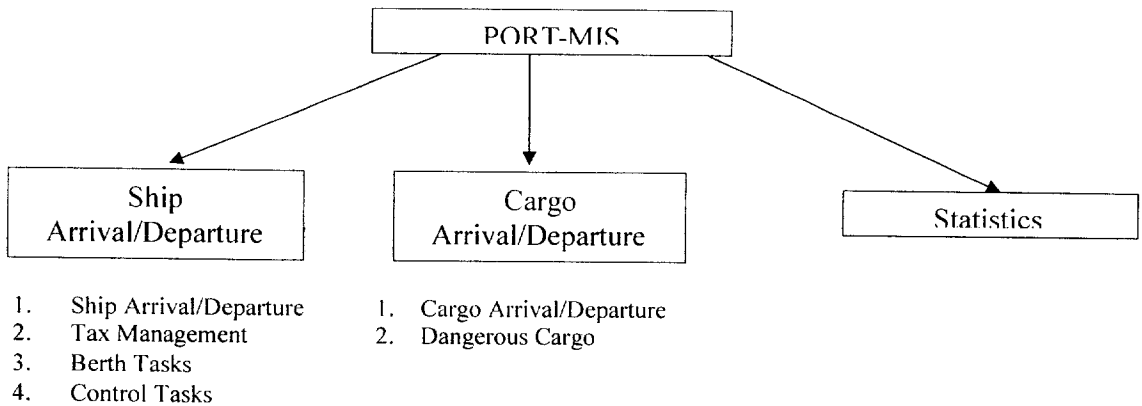 PORT-MIS
Ship
Arrival/Departure
Cargo
Arrival/Departure
Statistics
1. Ship Arrival/Departure
2. Tax Management
3. Berth Tasks
4. Control Tasks
1. Cargo Arrival/Departure
2. Dangerous Cargo